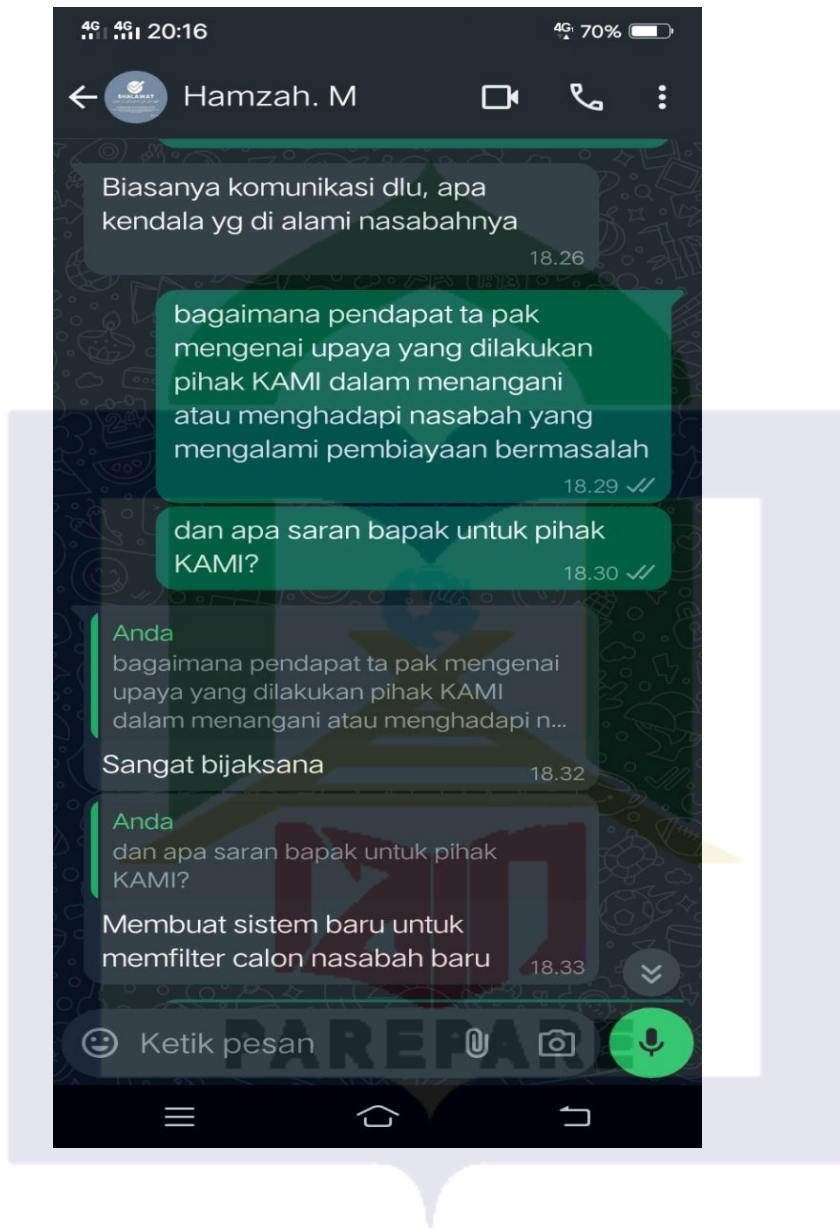 4G 4G 20:16 4G 70%
Hamzah. M
SHALAWAT
Biasanya komunikasi dlu, apa
kendala yg di alami nasabahnya
18.26
bagaimana pendapat ta pak
mengenai upaya yang dilakukan
pihak KAMI dalam menangani
atau menghadapi nasabah yang
mengalami pembiayaan bermasalah
18.29
dan apa saran bapak untuk pihak
KAMI?
18.30
Anda
bagaimana pendapat ta pak mengenai
upaya yang dilakukan pihak KAMI
dalam menangani atau menghadapi n...
Sangat bijaksana
18.32
Anda
dan apa saran bapak untuk pihak
KAMI?
Membuat sistem baru untuk
memfilter calon nasabah baru
18.33
Ketik pesan
PAREPARE